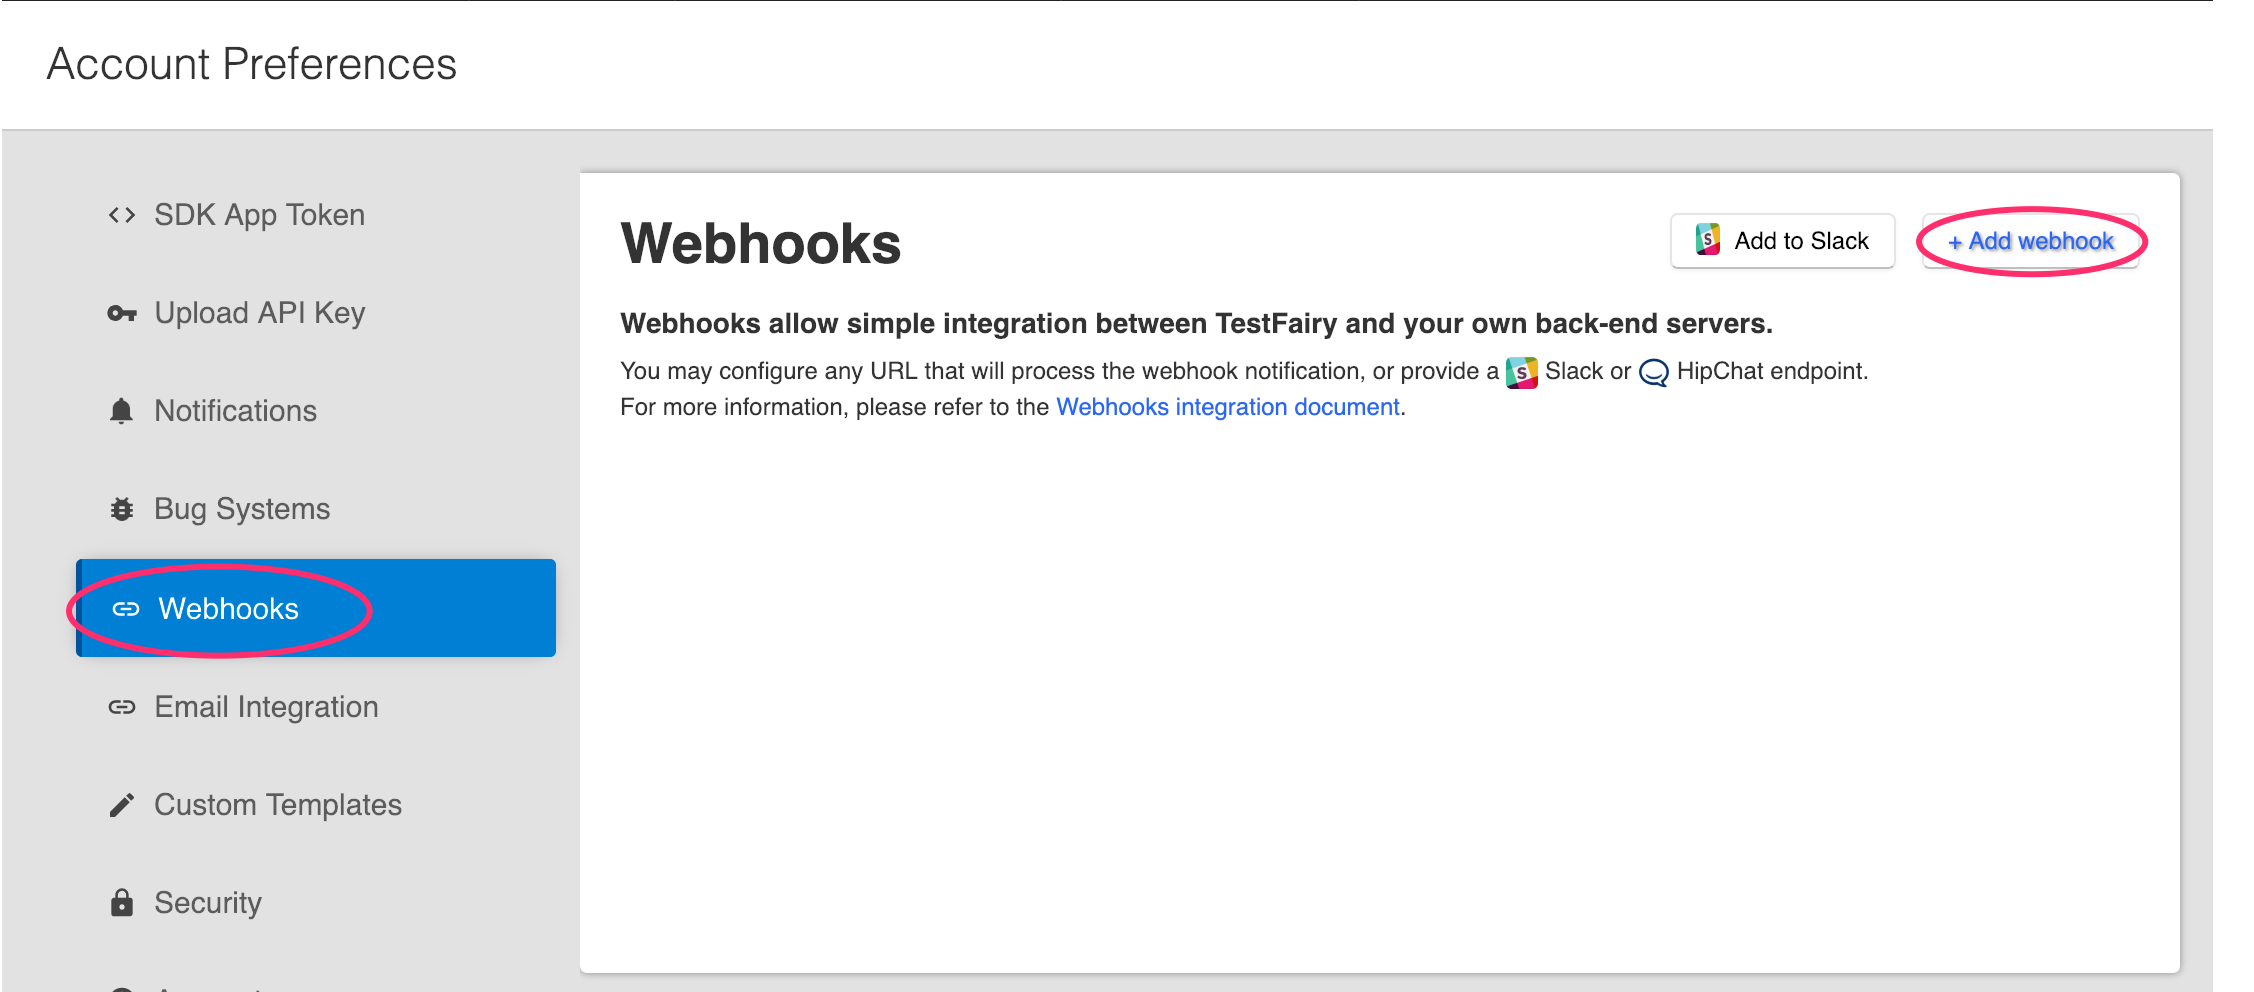 Account Preferences
SDK App Token
Upload API Key
Notifications
Bug Systems
Webhooks
Email Integration
Custom Templates
Security
Webhooks
Add to Slack
+ Add webhook
Webhooks allow simple integration between TestFairy and your own back-end servers.
You may configure any URL that will process the webhook notification, or provide a Slack or HipChat endpoint.
For more information, please refer to the Webhooks integration document.